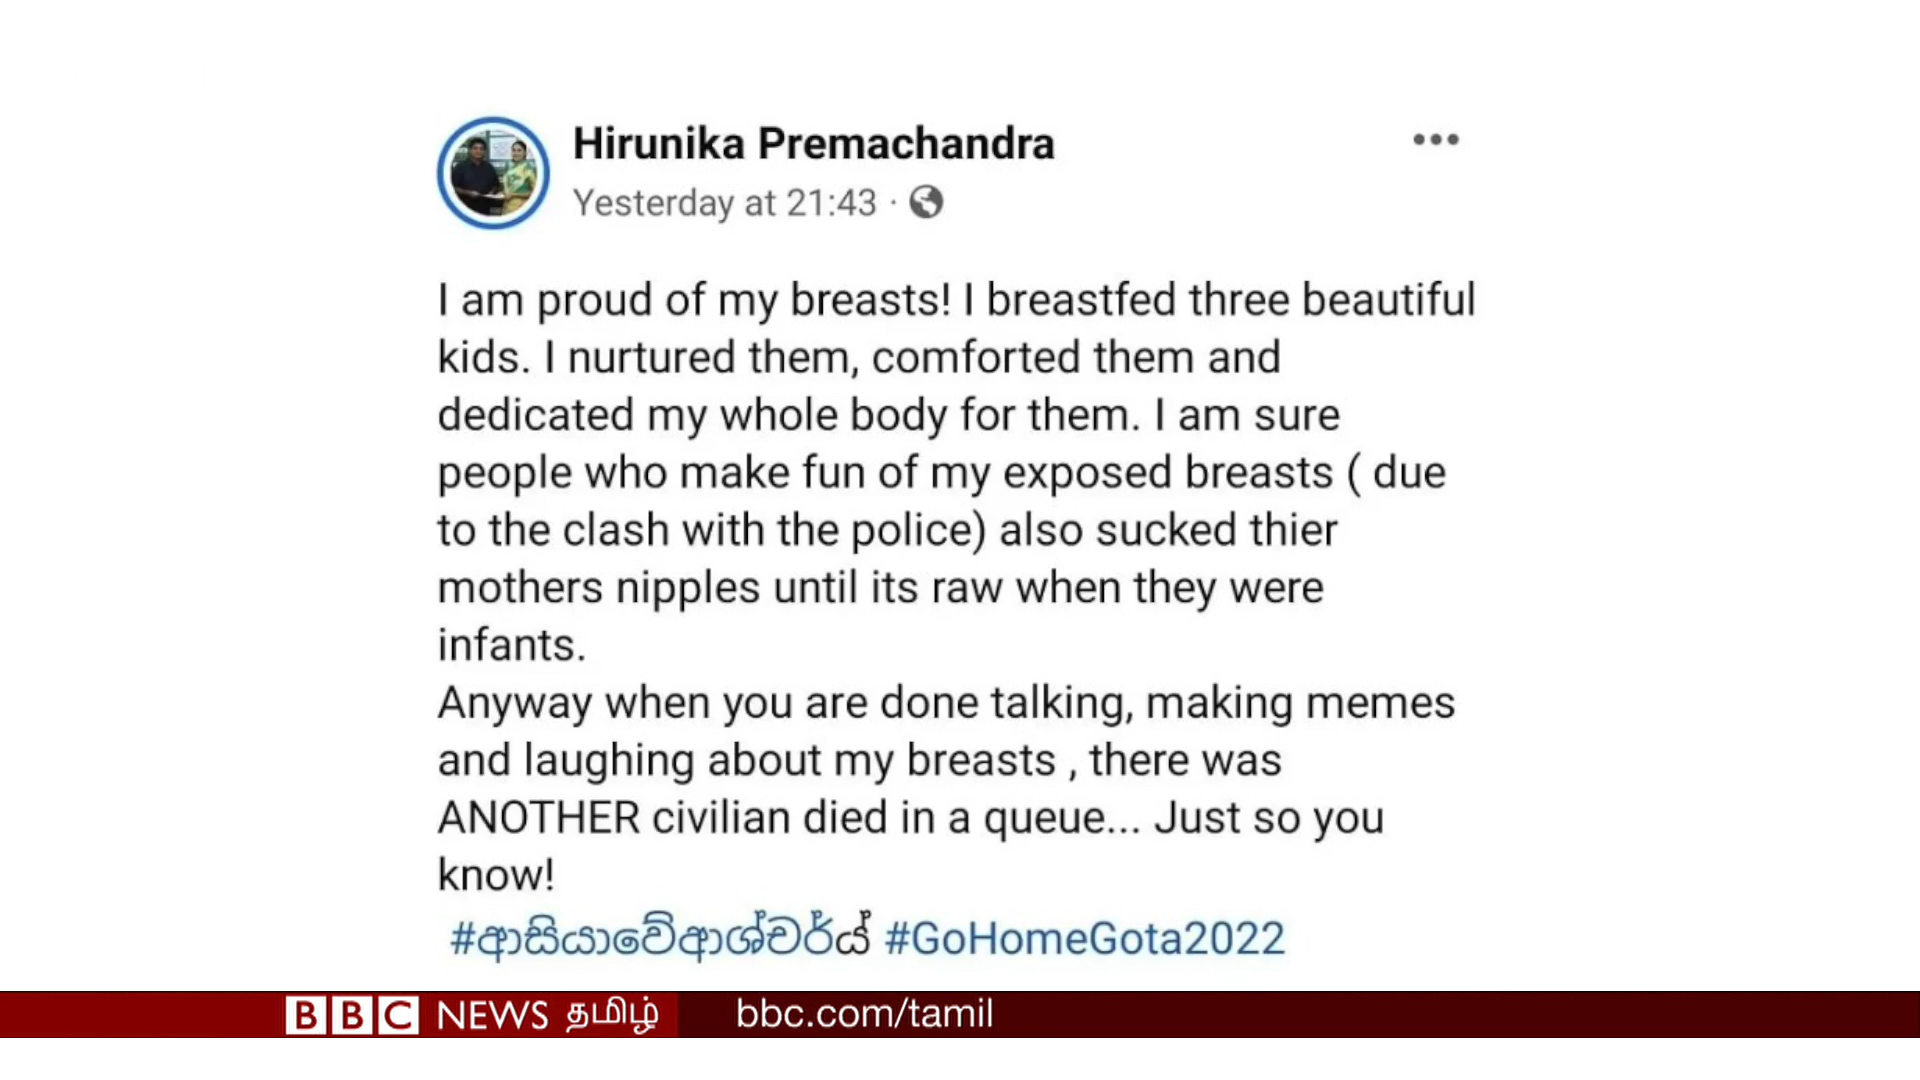 Hirunika Premachandra
Yesterday at 21:43 ·
I am proud of my breasts! I breastfed three beautiful
kids. I nurtured them, comforted them and
dedicated my whole body for them. I am sure
people who make fun of my exposed breasts ( due
to the clash with the police) also sucked thier
mothers nipples until its raw when they were
infants.
Anyway when you are done talking, making memes
and laughing about my breasts , there was
ANOTHER civilian died in a queue... Just so you
know!
#ආසියාවේආශ්චර්ය් #GoHomeGota2022
BBC NEWS தமிழ் bbc.com/tamil